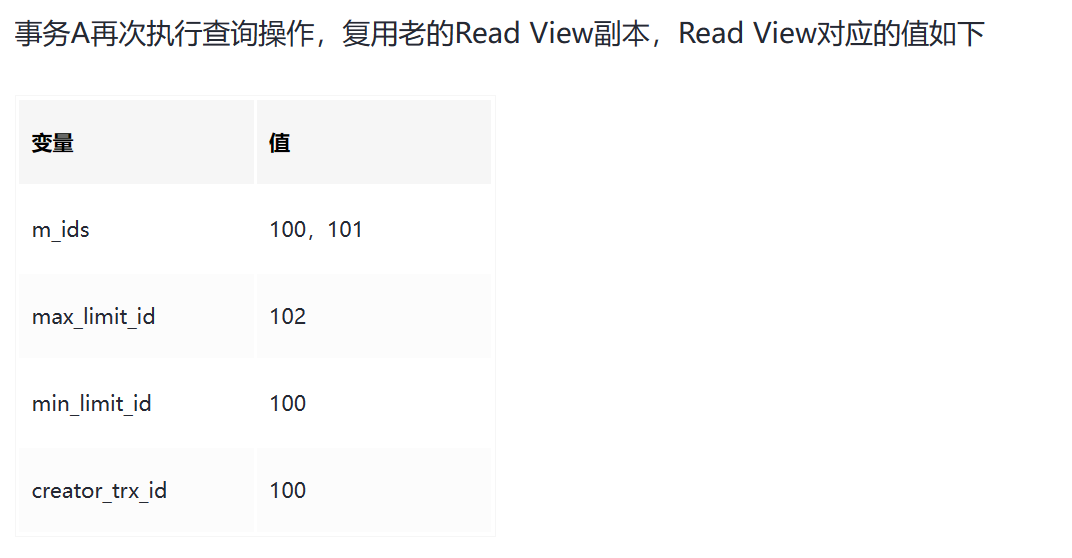 事务A再次执行查询操作，复用老的Read View副本，Read View对应的值如下
变量 值
m_ids 100，101
max_limit_id 102
min_limit_id 100
creator_trx_id 100